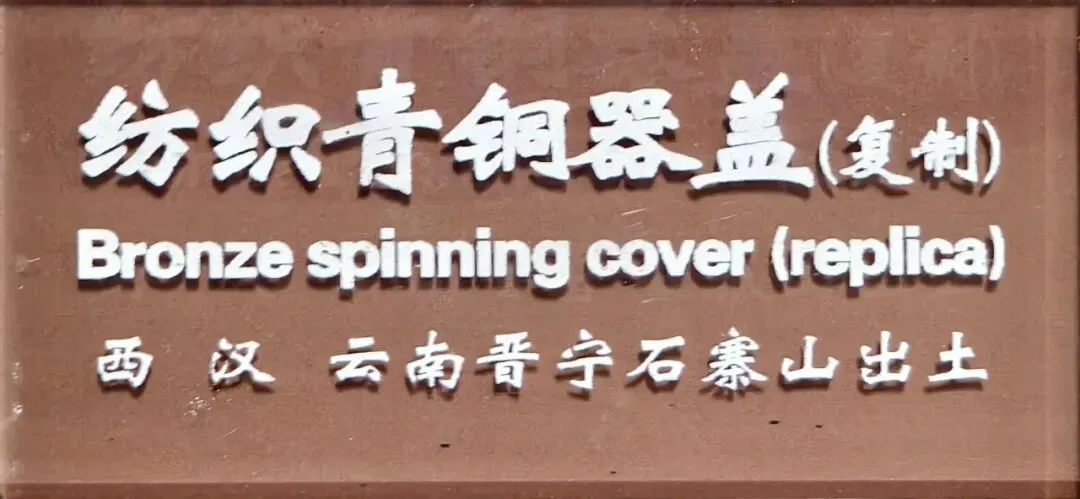 纺织青铜器盖(复制)
Bronze spinning cover (replica)
西 汉 云南晋宁石寨山出土